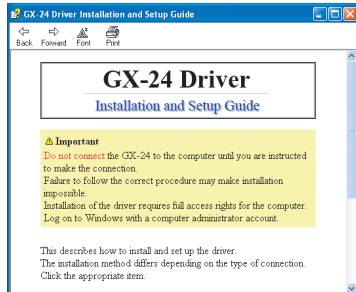 GX-24 Driver Installation and Setup Guide
Back Forward Font Print
GX-24 Driver
Installation and Setup Guide
Important
Do not connect the GX-24 to the computer until you are instructed
to make the connection.
Failure to follow the correct procedure may make installation
impossible.
Installation of the driver requires full access rights for the computer.
Log on to Windows with a computer administrator account.
This describes how to install and set up the driver.
The installation method differs depending on the type of connection.
Click the appropriate item.